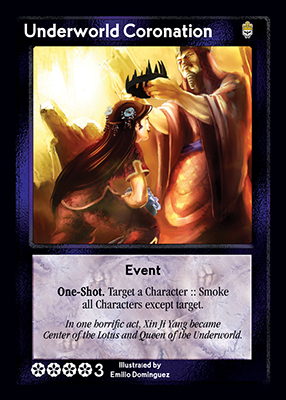 Underworld Coronation
Event
One-Shot. Target a Character :: Smoke
all Characters except target.
In one horrific act, Xin Ji Yang became
Center of the Lotus and Queen of the Underworld.
3
Illustrated by
Emilio Dominguez